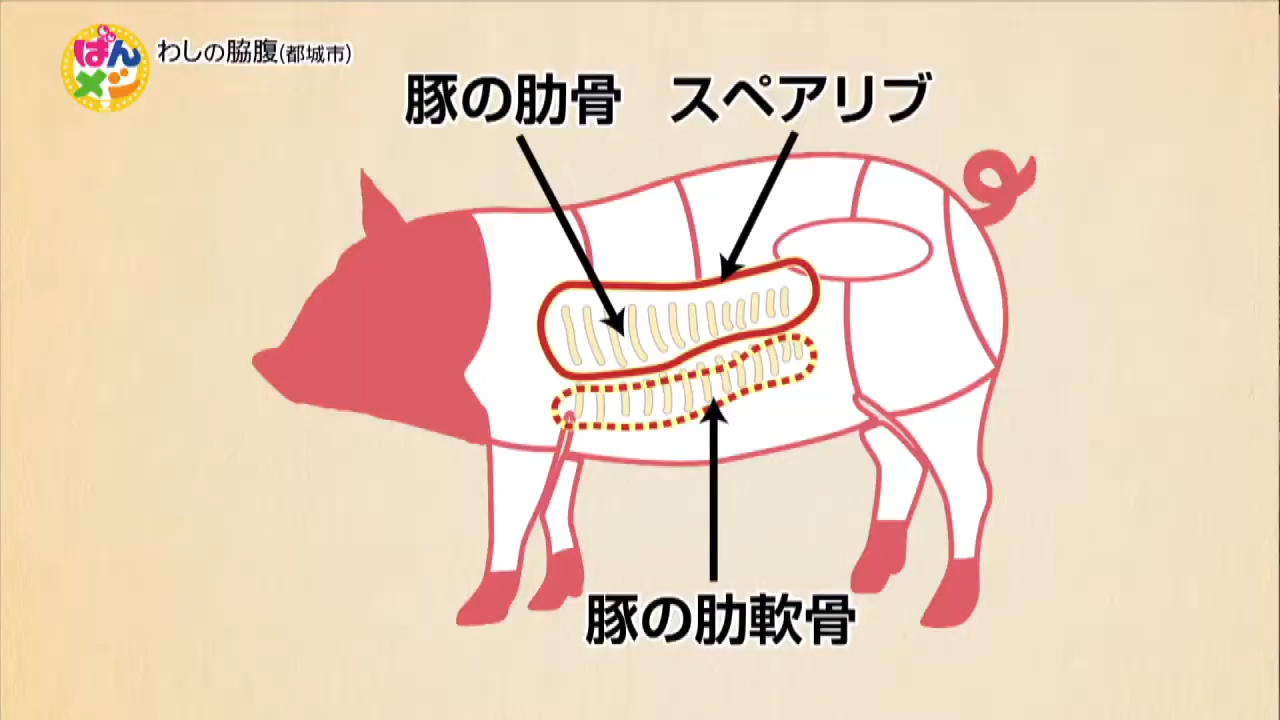 ばん
メシ
わしの脇腹(都城市)
豚の肋骨 スペアリブ
豚の肋軟骨